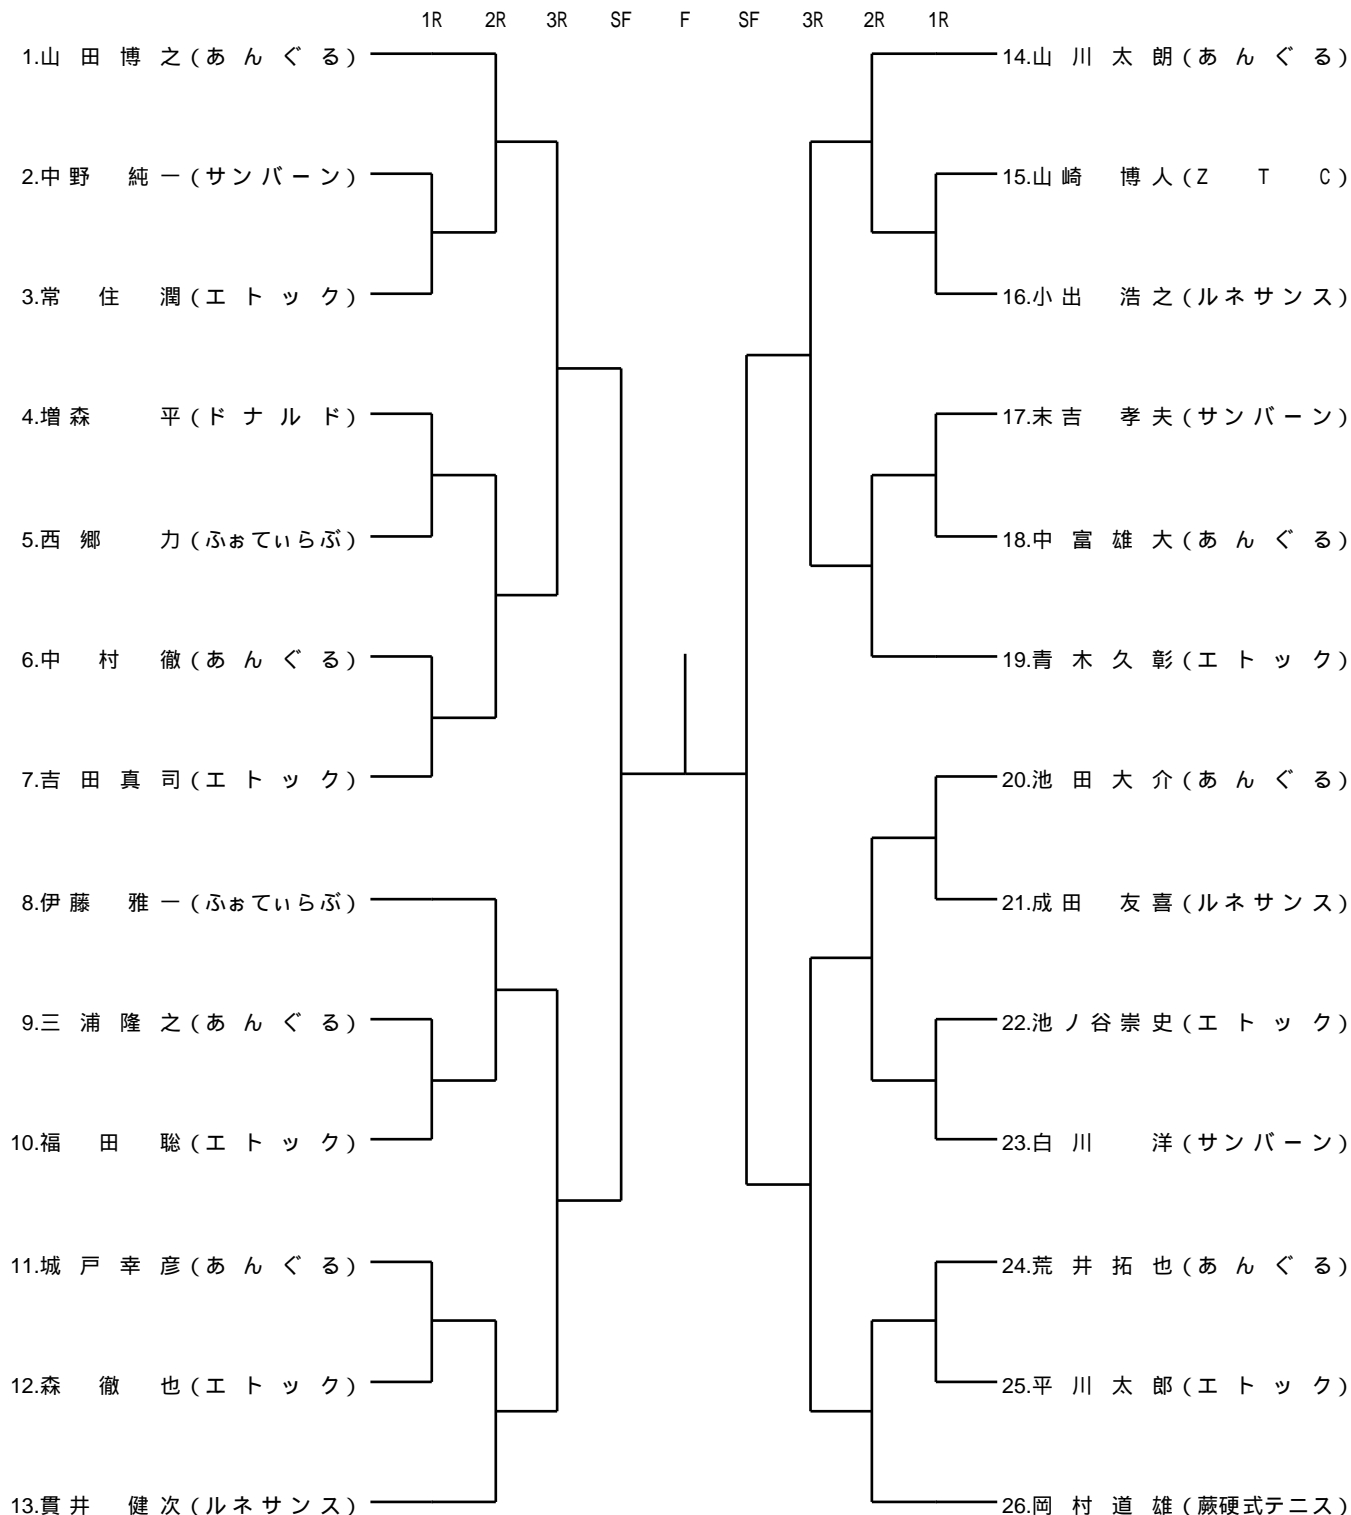 1R 2R 3R SF F SF 3R 2R 1R
1.山田博之(あんぐる)
2.中野 純一(サンバーン)
3.常住 潤(エトック)
4.増森 平(ドナルド)
5.西郷 力(ふぉてぃらぶ)
6.中村 徹(あんぐる)
7.吉田真司(エトック)
8.伊藤 雅一(ふぉてぃらぶ)
9.三浦隆之(あんぐる)
10.福田 聡(エトック)
11.城戸幸彦(あんぐる)
12.森 徹也(エトック)
13.貫井 健次(ルネサンス)
14.山川太朗(あんぐる)
15.山崎 博人(Z T C)
16.小出 浩之(ルネサンス)
17.末吉 孝夫(サンバーン)
18.中富雄大(あんぐる)
19.青木久彰(エトック)
20.池田大介(あんぐる)
21.成田 友喜(ルネサンス)
22.池ノ谷崇史(エトック)
23.白川 洋(サンバーン)
24.荒井拓也(あんぐる)
25.平川太郎(エトック)
26.岡村道雄(蕨硬式テニス)